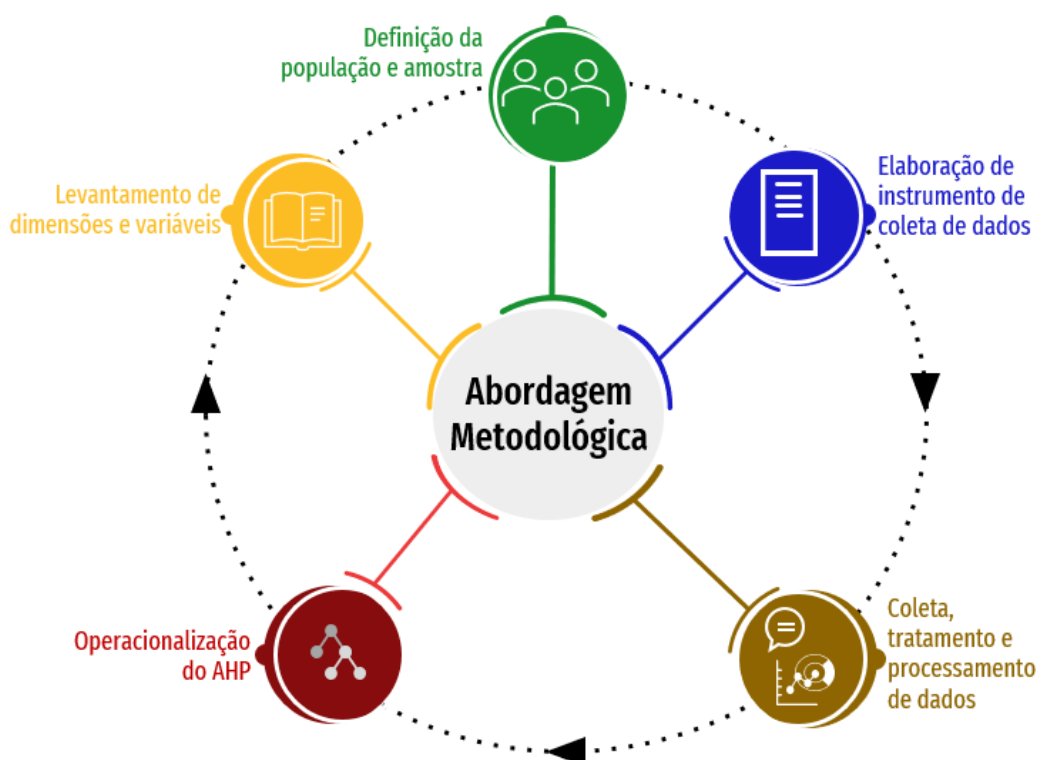 Definição da
população e amostra
Elaboração de
instrumento de
coleta de dados
Levantamento de
dimensões e variáveis
Abordagem
Metodológica
Coleta,
tratamento e
processamento
de dados
Operacionalização
do AHP